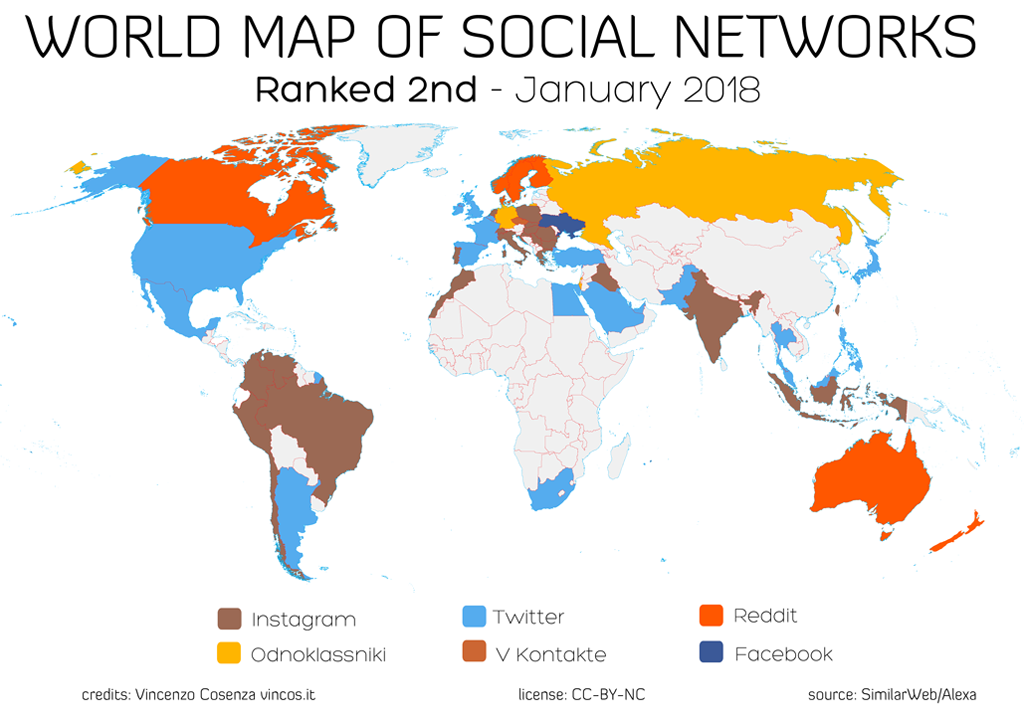 WORLD MAP OF SOCIAL NETWORKS
Ranked 2nd - January 2018
Instagram
Twitter
Reddit
Odnoklassniki
V Kontakte
Facebook
credits: Vincenzo Cosenza vincos.it
license: CC-BY-NC
source: SimilarWeb/Alexa